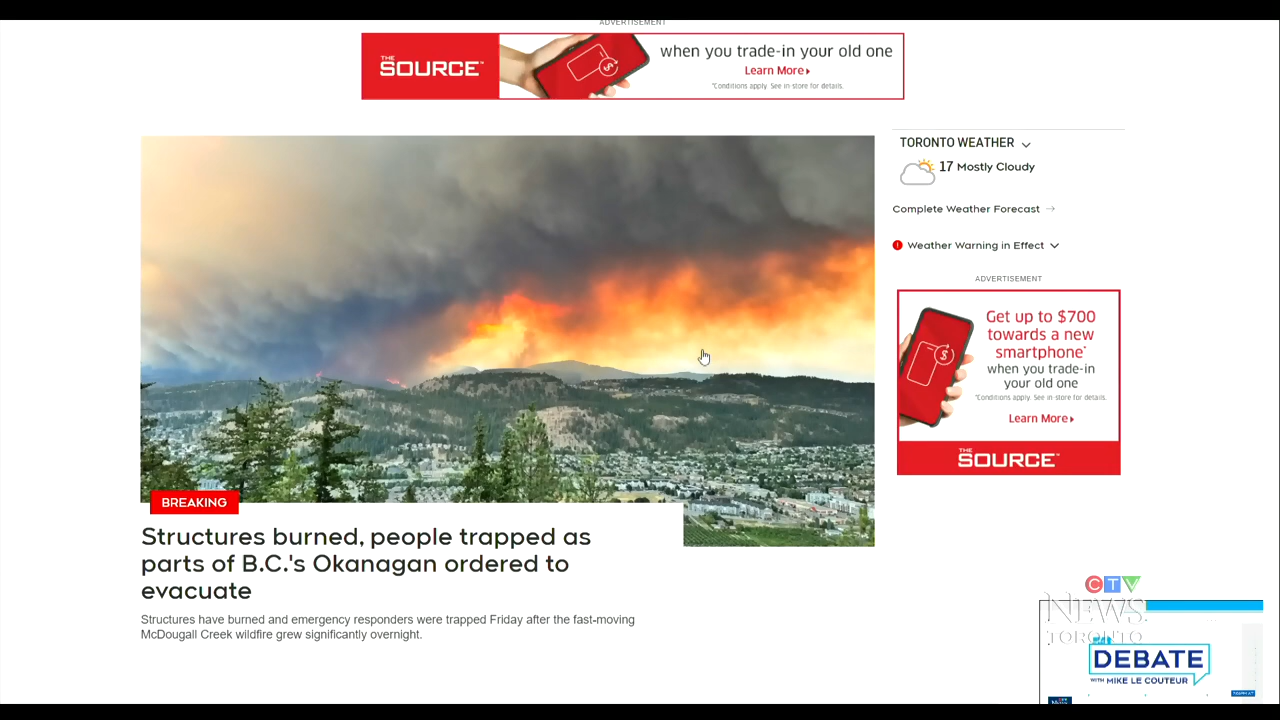 ADVERTISEMENT
THE SOURCE™
when you trade-in your old one
Learn More
*Conditions apply. See in-store for details.
TORONTO WEATHER
17 Mostly Cloudy
Complete Weather Forecast →
! Weather Warning in Effect
ADVERTISEMENT
Get up to $700
towards a new
smartphone*
when you trade-in
your old one
*Conditions apply. See in-store for details.
Learn More
THE SOURCE™
BREAKING
Structures burned, people trapped as
parts of B.C.'s Okanagan ordered to
evacuate
Structures have burned and emergency responders were trapped Friday after the fast-moving
McDougall Creek wildfire grew significantly overnight.
CTV
NEWS
TORONTO
DEBATE
WITH MIKE LE COUTEUR